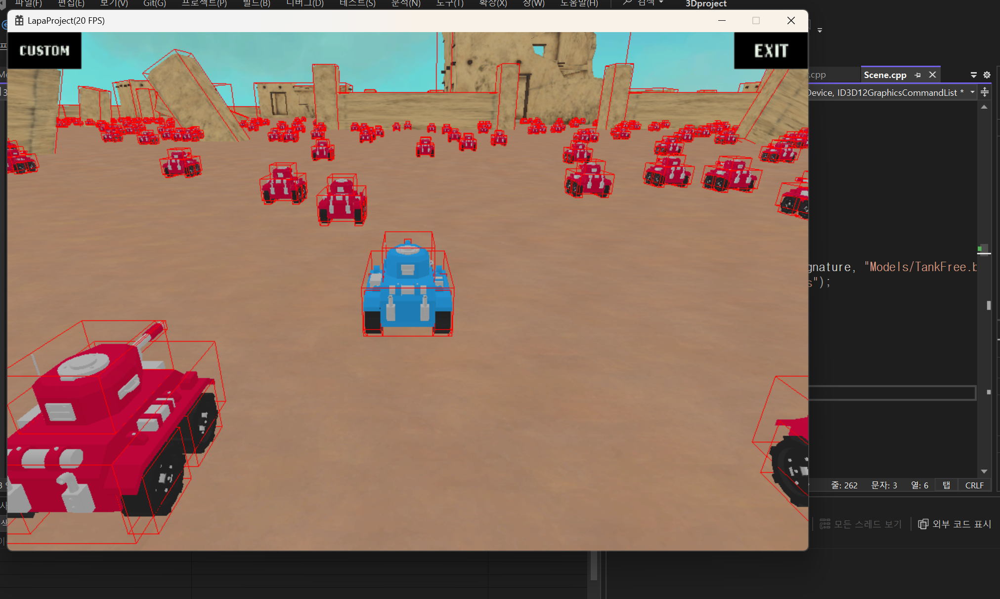 파일(F) 편집(E) 보기(V) Git(G) 프로젝트(P) 빌드(B) 디버그(D) 테스트(S) 분석(N) 도구(T) 확장(X) 창(W) 도움말(H) 검색 3Dproject
LapaProject(20 FPS)
CUSTOM
EXIT
.cpp Scene.cpp
Device, ID3D12GraphicsCommandList *
gnature, "Models/TankFree.b
s");
줄: 262 문자: 3 열: 6 탭 CRLF
모든 스레드 보기 외부 코드 표시